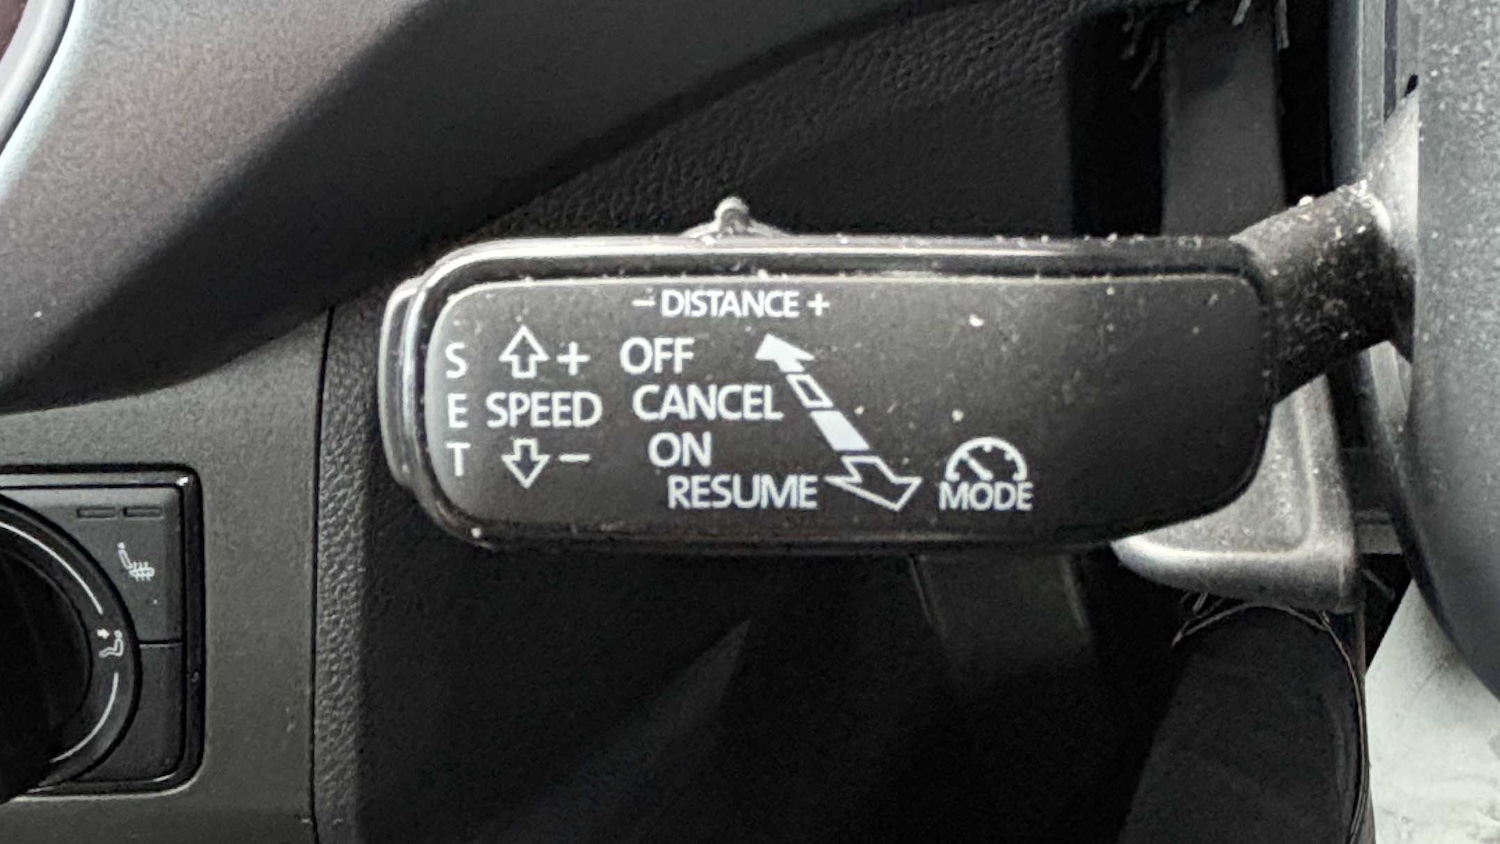 − DISTANCE +
S + OFF
E SPEED CANCEL
T − ON
RESUME MODE